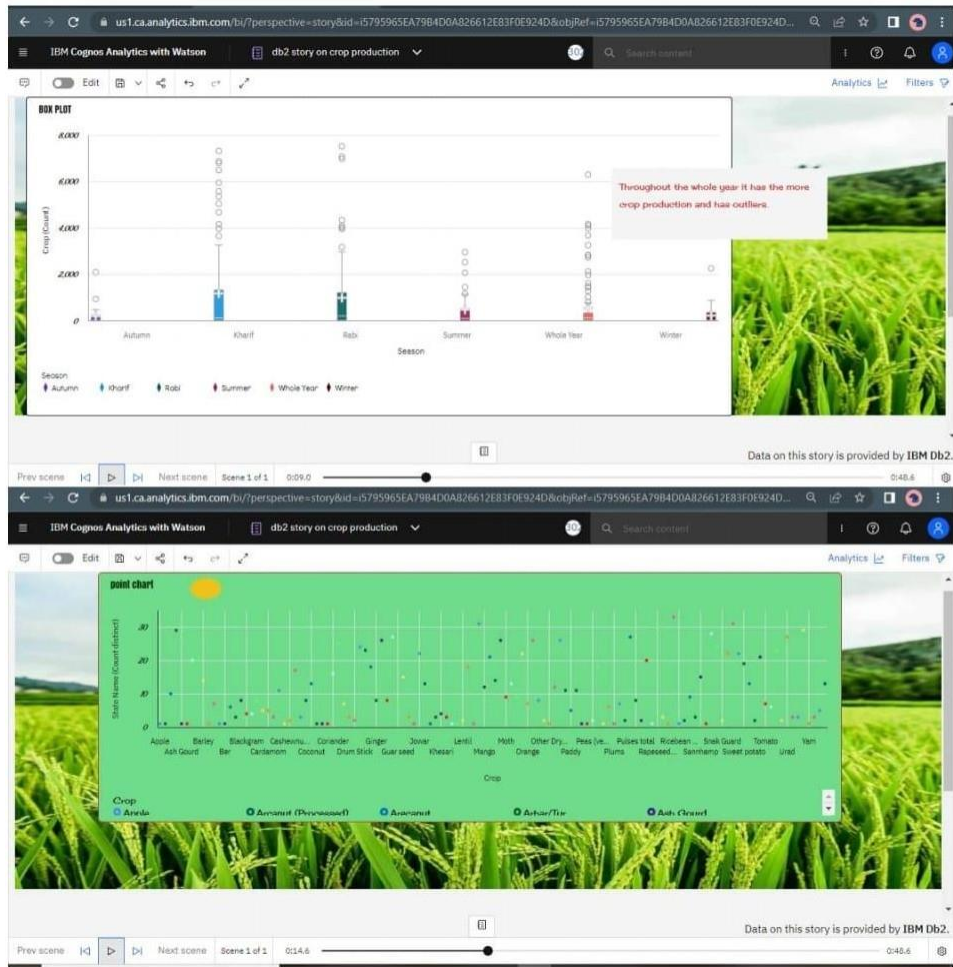 us1.ca.analytics.ibm.com/bi/?perspective=story&id=i5795965EA79B4D0A826612E83F0E924D&objRef=i5795965EA79B4D0A826612E83F0E924D...
IBM Cognos Analytics with Watson
db2 story on crop production
Search content
Edit
Analytics
Filters
BOX PLOT
8,000
6,000
4,000
2,000
0
Crop (Count)
Throughout the whole year it has the more
crop production and has outliers.
Autumn Kharif Rabi Summer Whole Year Winter
Season
Season
Autumn Kharif Rabi Summer Whole Year Winter
Data on this story is provided by IBM Db2.
Prev scene Next scene Scene 1 of 1 0:09.0 0:48.6
us1.ca.analytics.ibm.com/bi/?perspective=story&id=i5795965EA79B4D0A826612E83F0E924D&objRef=i5795965EA79B4D0A826612E83F0E924D...
IBM Cognos Analytics with Watson
db2 story on crop production
Search content
Edit
Analytics
Filters
point chart
State Name (Count distinct)
30
20
10
0
Apple Barley Blackgram Cashewnu... Coriander Ginger Jowar Lentil Moth Other Dry... Peas (ve... Pulses total Ricebean ... Snak Guard Tomato Yam
Ash Gourd Ber Cardamom Coconut Drum Stick Guar seed Khesari Mango Orange Paddy Plums Rapeseed... Sannhamp Sweet potato Urad
Crop
Crop
Apple Arcanut (Processed) Arecanut Arhar/Tur Ash Gourd
Data on this story is provided by IBM Db2.
Prev scene Next scene Scene 1 of 1 0:14.6 0:48.6